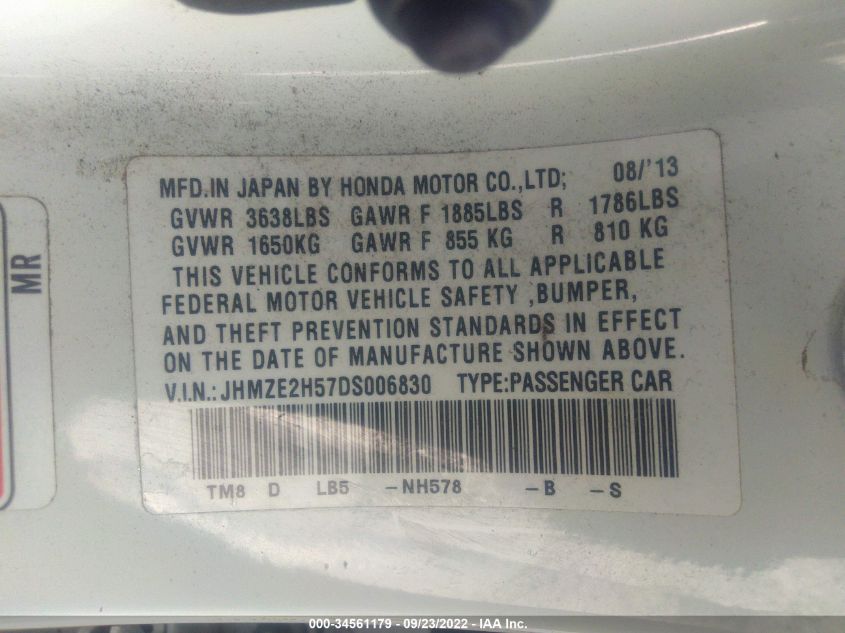 MFD.IN JAPAN BY HONDA MOTOR CO.,LTD; 08/'13
GVWR 3638LBS GAWR F 1885LBS R 1786LBS
GVWR 1650KG GAWR F 855 KG R 810 KG
THIS VEHICLE CONFORMS TO ALL APPLICABLE
FEDERAL MOTOR VEHICLE SAFETY ,BUMPER,
AND THEFT PREVENTION STANDARDS IN EFFECT
ON THE DATE OF MANUFACTURE SHOWN ABOVE.
V.I.N.:JHMZE2H57DS006830 TYPE:PASSENGER CAR
TM8 D LB5 -NH578 -B -S
MR
000-34561179 - 09/23/2022 - IAA Inc.